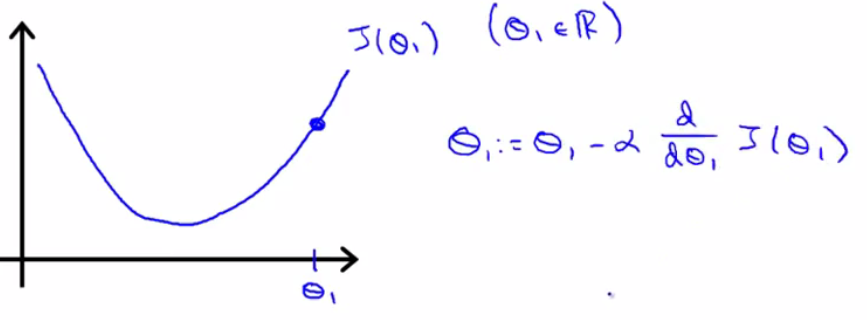 J(θ₁) (θ₁ ∈ ℝ)
θ₁ := θ₁ - α d/dθ₁ J(θ₁)
θ₁